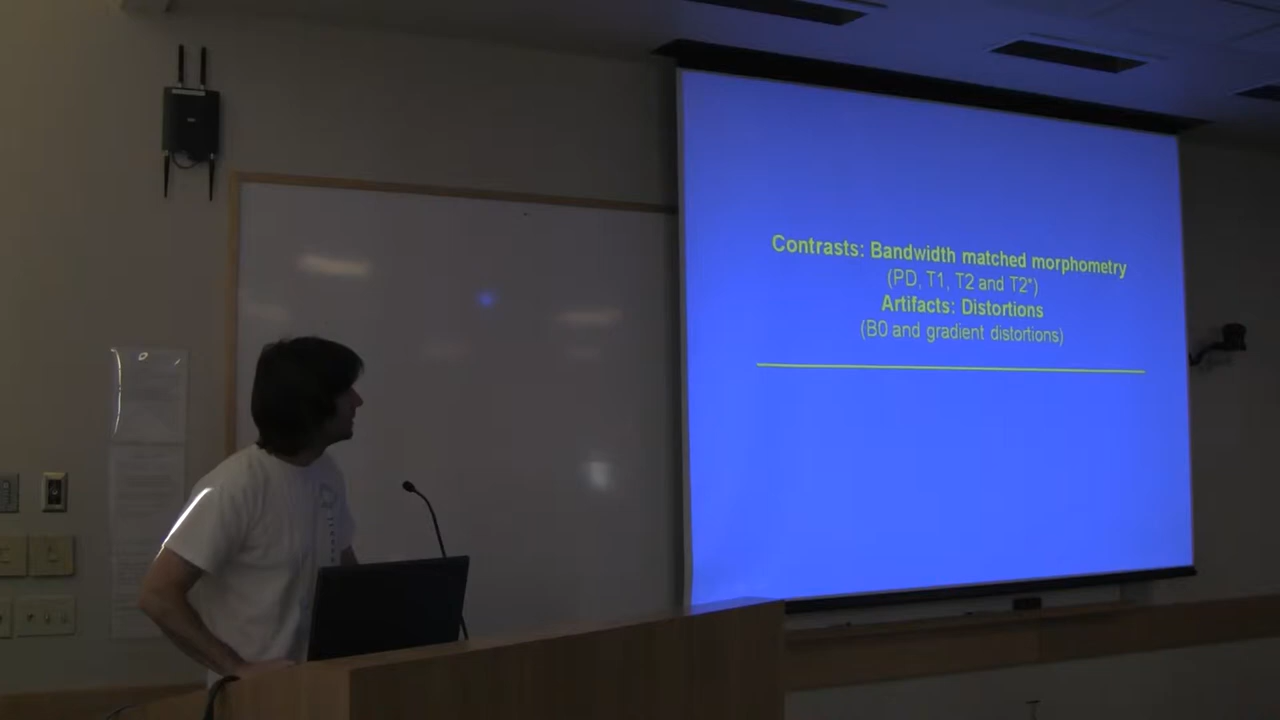 Contrasts: Bandwidth matched morphometry
(PD, T1, T2 and T2*)
Artifacts: Distortions
(B0 and gradient distortions)